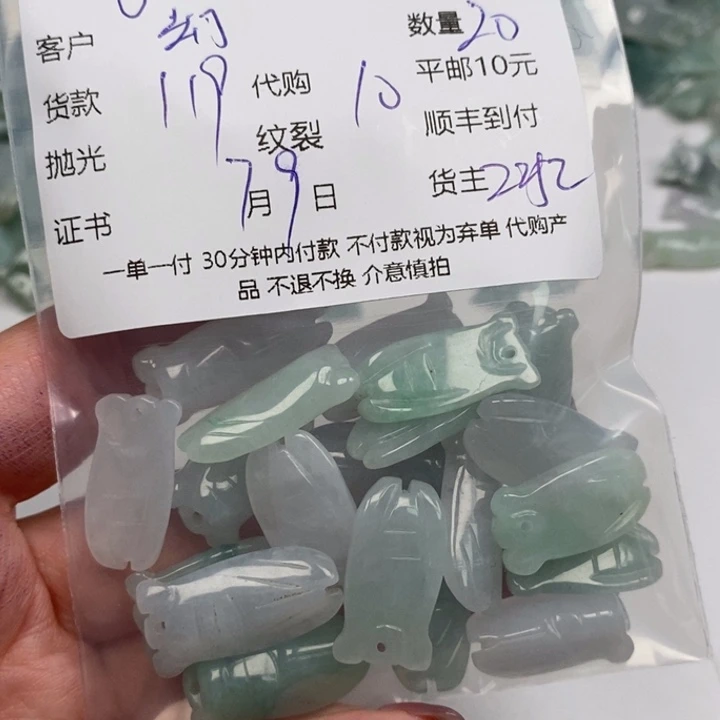 客户 数量 20
货款 119 代购 10 平邮10元
抛光 纹裂 顺丰到付
证书 7月9日 货主 2252
一单一付 30分钟内付款 不付款视为弃单 代购产
品 不退不换 介意慎拍